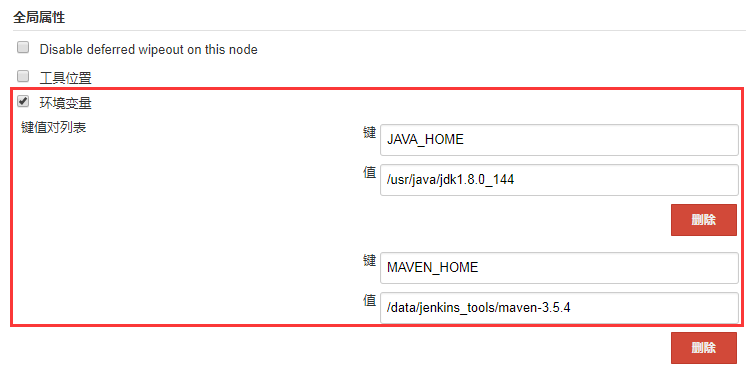 全局属性
Disable deferred wipeout on this node
工具位置
环境变量
键值对列表
键
JAVA_HOME
值
/usr/java/jdk1.8.0_144
删除
键
MAVEN_HOME
值
/data/jenkins_tools/maven-3.5.4
删除